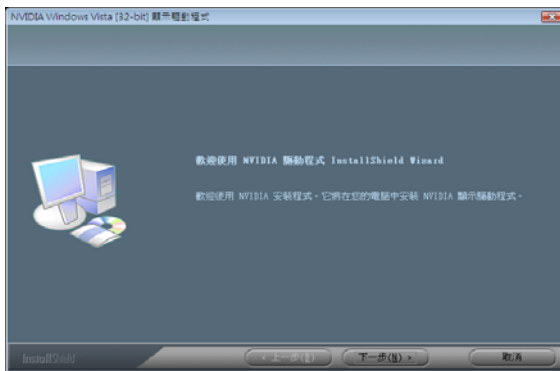 NVIDIA Windows Vista [32-bit] 顯示驅動程式
歡迎使用 NVIDIA 驅動程式 InstallShield Wizard
歡迎使用 NVIDIA 安裝程式。它將在您的電腦中安裝 NVIDIA 顯示驅動程式。
InstallShield
< 上一步(B)
下一步(N) >
取消